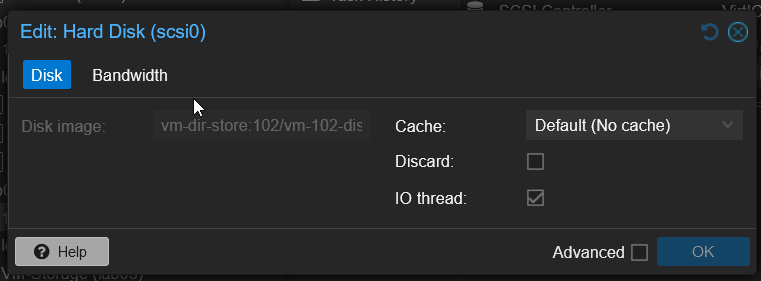 Task History
SCSI Controller
VirtIO
Edit: Hard Disk (scsi0)
Disk
Bandwidth
Disk image:
vm-dir-store:102/vm-102-dis
Cache:
Default (No cache)
Discard:
IO thread:
Help
Advanced
OK
VM-Storage (lab03)